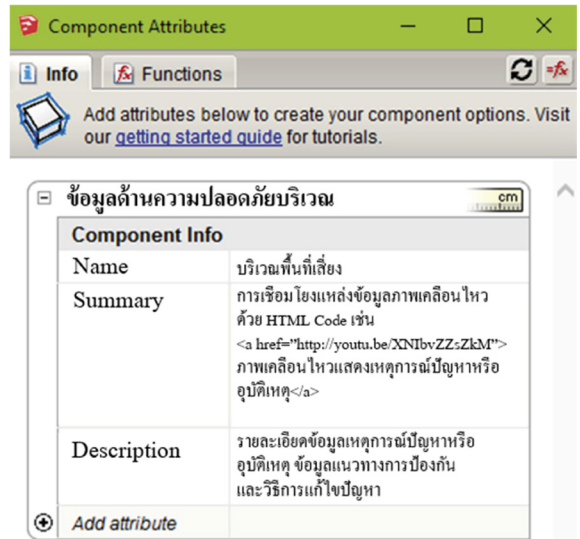 Component Attributes
Info
Functions
=fx
Add attributes below to create your component options. Visit
our getting started guide for tutorials.
ข้อมูลด้านความปลอดภัยบริเวณ
cm
Component Info
Name บริเวณพื้นที่เสี่ยง
Summary การเชื่อมโยงแหล่งข้อมูลภาพเคลื่อนไหว
ด้วย HTML Code เช่น
<a href="http://youtu.be/XNIbvZZsZkM">
ภาพเคลื่อนไหวแสดงเหตุการณ์ปัญหาหรือ
อุบัติเหตุ</a>
Description รายละเอียดข้อมูลเหตุการณ์ปัญหาหรือ
อุบัติเหตุ ข้อมูลแนวทางการป้องกัน
และวิธีการแก้ไขปัญหา
Add attribute